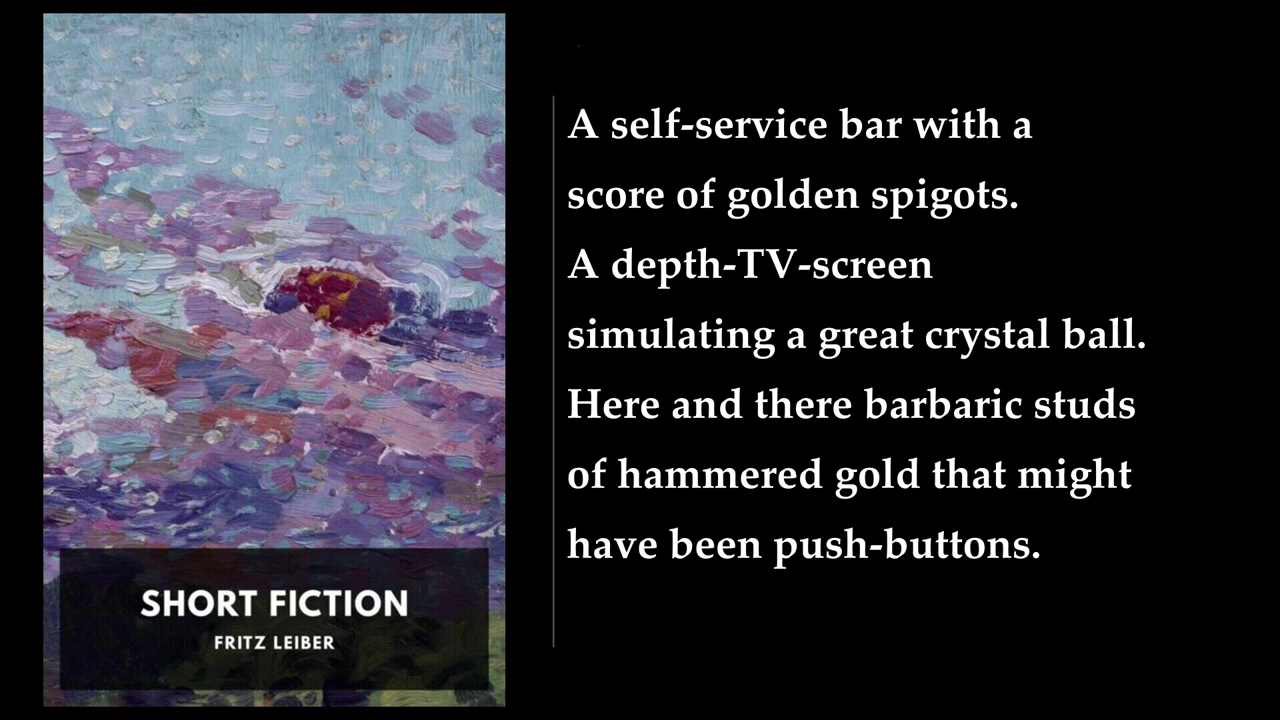 A self-service bar with a
score of golden spigots.
A depth-TV-screen
simulating a great crystal ball.
Here and there barbaric studs
of hammered gold that might
have been push-buttons.
SHORT FICTION
FRITZ LEIBER